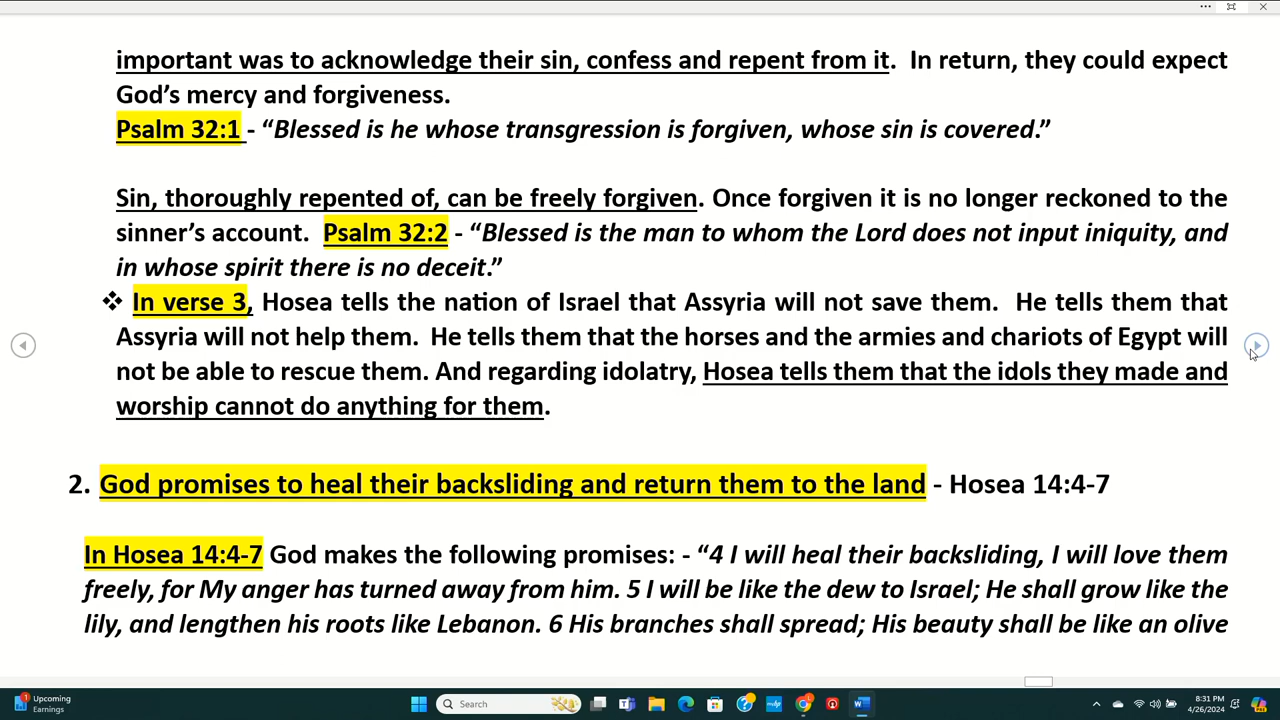 important was to acknowledge their sin, confess and repent from it.  In return, they could expect
God’s mercy and forgiveness.
Psalm 32:1 - “Blessed is he whose transgression is forgiven, whose sin is covered.”
Sin, thoroughly repented of, can be freely forgiven. Once forgiven it is no longer reckoned to the
sinner’s account.  Psalm 32:2 - “Blessed is the man to whom the Lord does not input iniquity, and
in whose spirit there is no deceit.”
❖ In verse 3, Hosea tells the nation of Israel that Assyria will not save them.  He tells them that
Assyria will not help them.  He tells them that the horses and the armies and chariots of Egypt will
not be able to rescue them. And regarding idolatry, Hosea tells them that the idols they made and
worship cannot do anything for them.
2. God promises to heal their backsliding and return them to the land - Hosea 14:4-7
In Hosea 14:4-7 God makes the following promises: - “4 I will heal their backsliding, I will love them
freely, for My anger has turned away from him. 5 I will be like the dew to Israel; He shall grow like the
lily, and lengthen his roots like Lebanon. 6 His branches shall spread; His beauty shall be like an olive
1
Upcoming
Earnings
Search
8:31 PM
4/26/2024